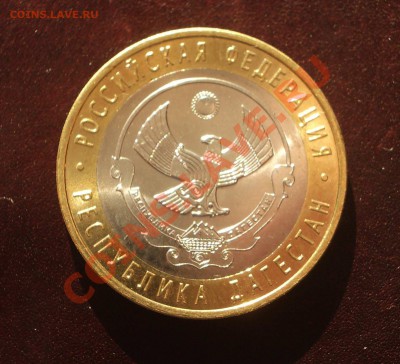 COINS.LAVE.RU
• РОССИЙСКАЯ ФЕДЕРАЦИЯ •
РЕСПУБЛИКА ДАГЕСТАН